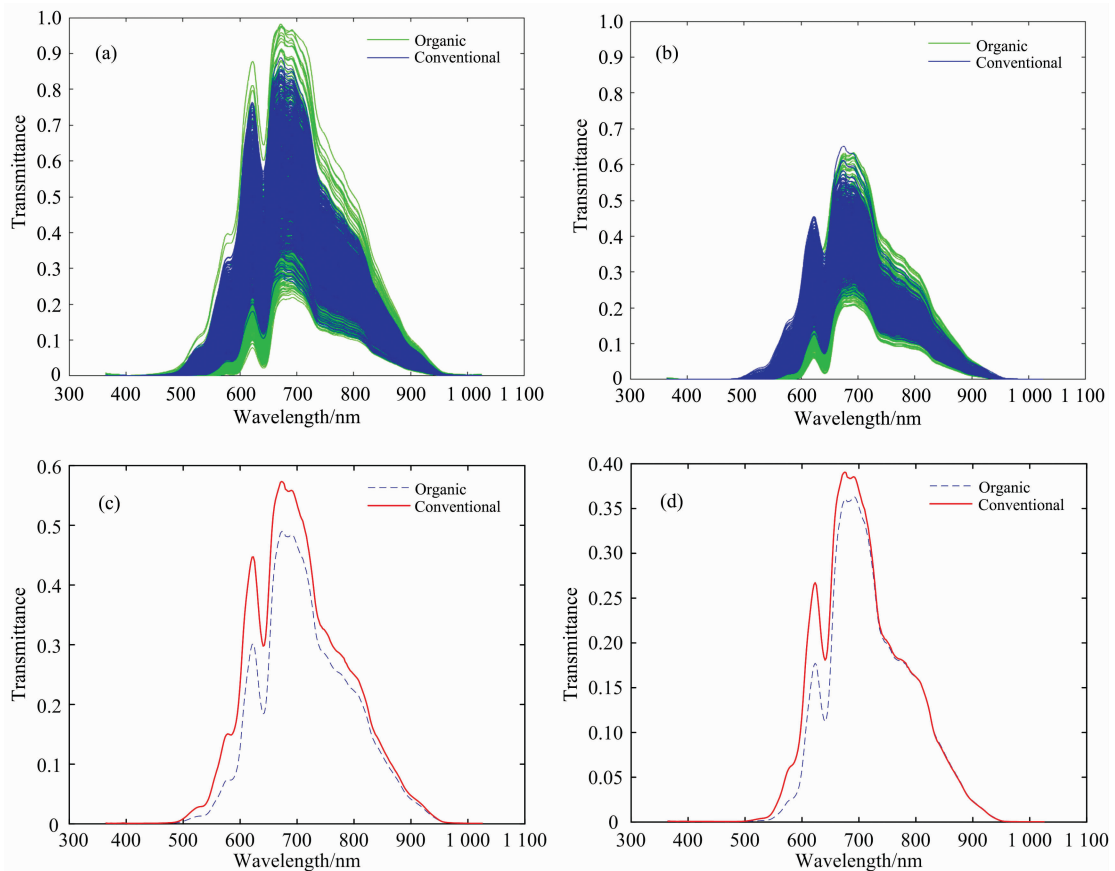 (a)
Organic
Conventional
Transmittance
1.0
0.9
0.8
0.7
0.6
0.5
0.4
0.3
0.2
0.1
0
300 400 500 600 700 800 900 1 000 1 100
Wavelength/nm
(b)
Organic
Conventional
Transmittance
1.0
0.9
0.8
0.7
0.6
0.5
0.4
0.3
0.2
0.1
0
300 400 500 600 700 800 900 1 000 1 100
Wavelength/nm
(c)
Organic
Conventional
Transmittance
0.6
0.5
0.4
0.3
0.2
0.1
0
300 400 500 600 700 800 900 1 000 1 100
Wavelength/nm
(d)
Organic
Conventional
Transmittance
0.40
0.35
0.30
0.25
0.20
0.15
0.10
0.05
0
300 400 500 600 700 800 900 1 000 1 100
Wavelength/nm